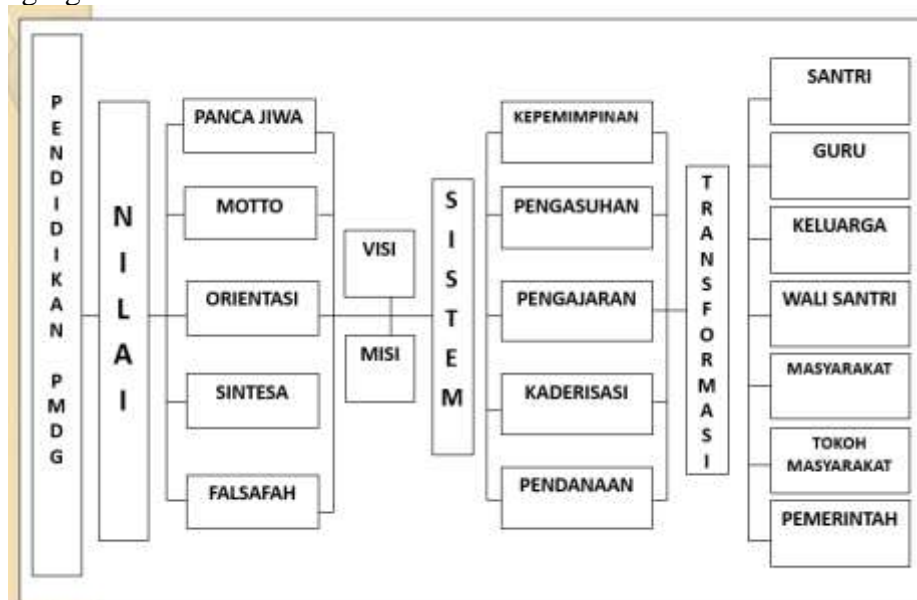 PENDIDIKAN PMDG
NILAI
PANCA JIWA
MOTTO
ORIENTASI
SINTESA
FALSAFAH
VISI
MISI
SISTEM
KEPEMIMPINAN
PENGASUHAN
PENGAJARAN
KADERISASI
PENDANAAN
TRANSFORMASI
SANTRI
GURU
KELUARGA
WALI SANTRI
MASYARAKAT
TOKOH
MASYARAKAT
PEMERINTAH